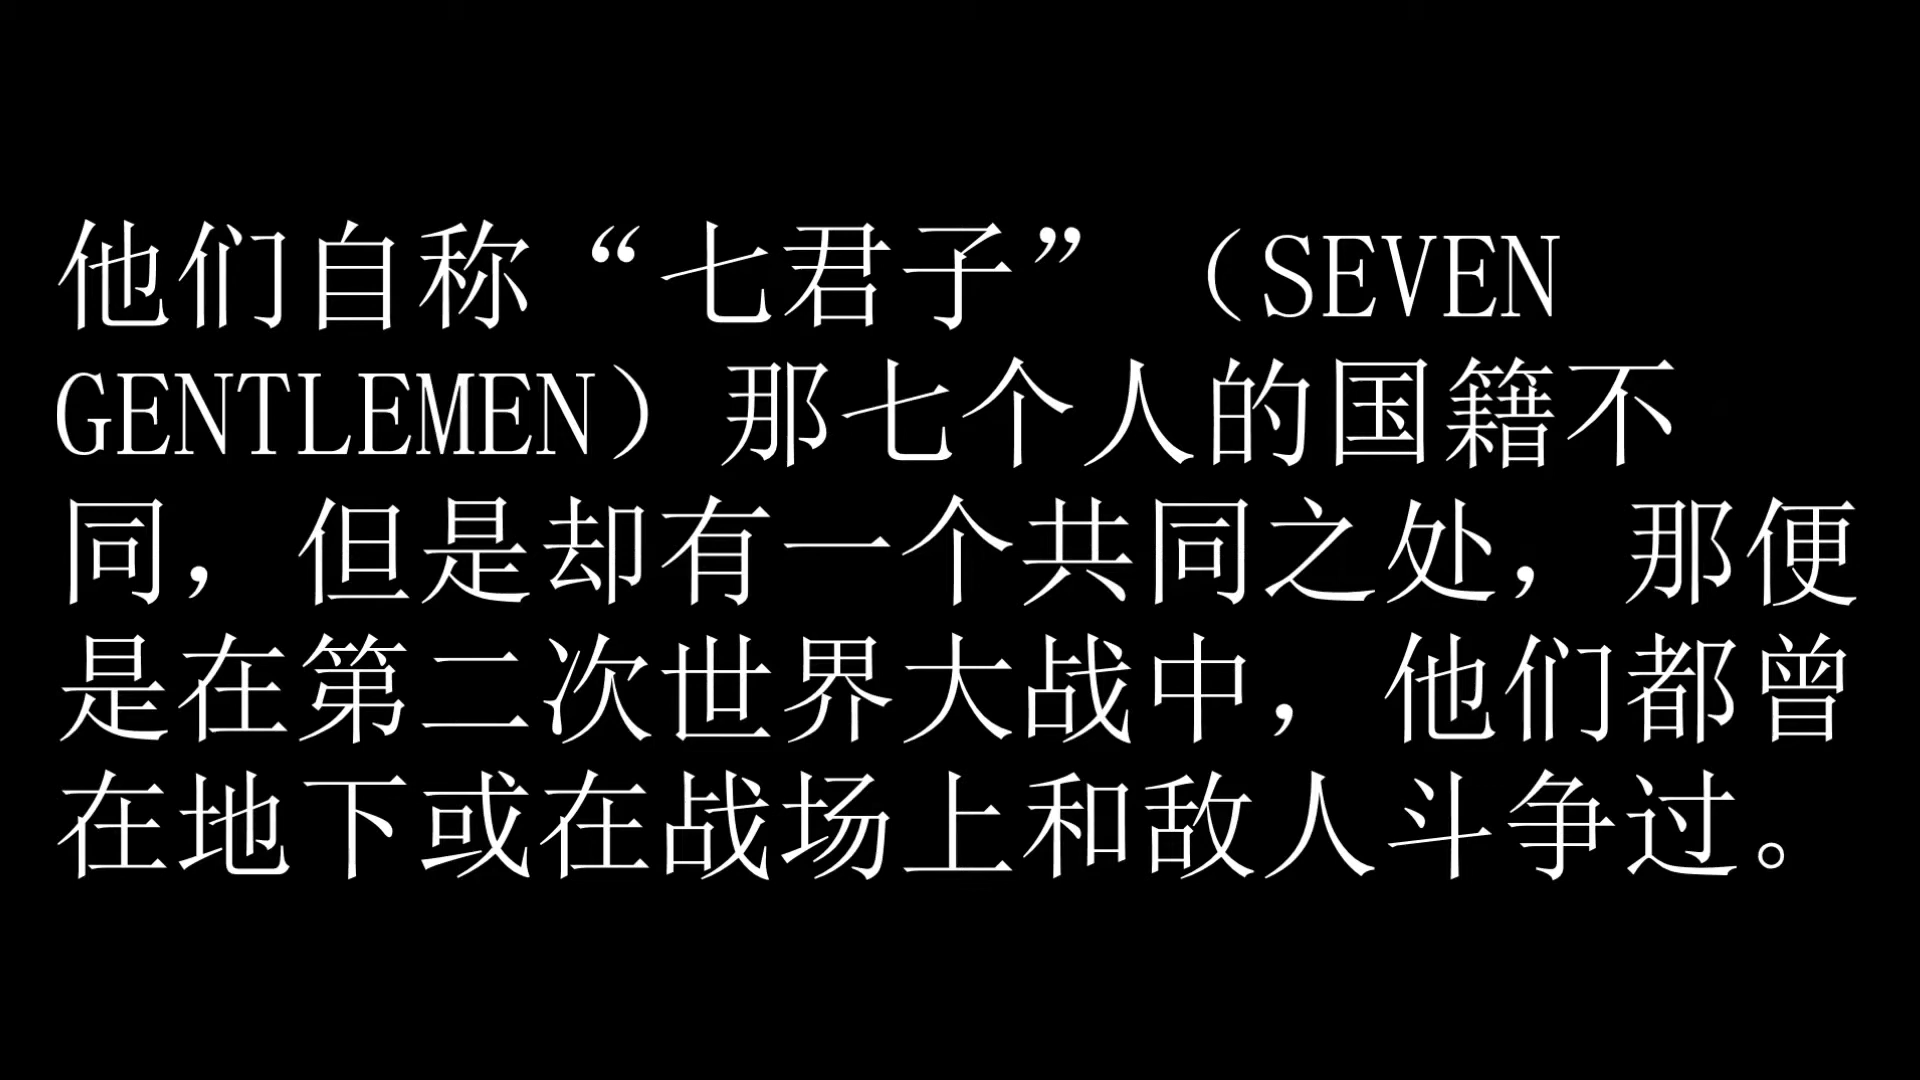 他们自称“七君子”（SEVEN
GENTLEMEN）那七个人的国籍不
同，但是却有一个共同之处，那便
是在第二次世界大战中，他们都曾
在地下或在战场上和敌人斗争过。